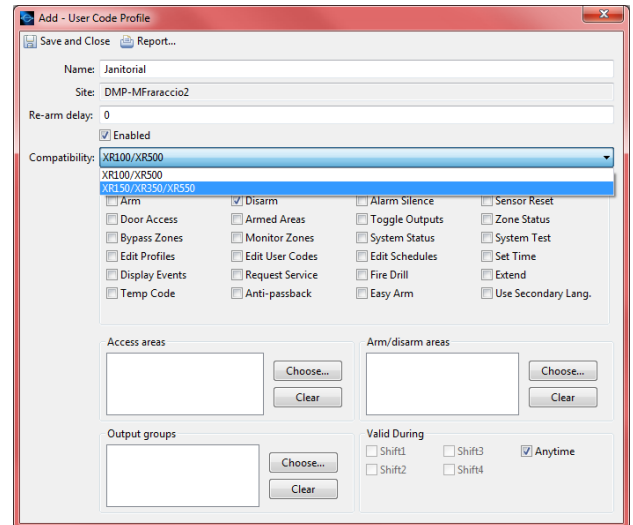 Add - User Code Profile
Save and Close Report...
Name: Janitorial
Site: DMP-MFraraccio2
Re-arm delay: 0
Enabled
Compatibility: XR100/XR500
XR100/XR500
XR150/XR350/XR550
Arm Disarm Alarm Silence Sensor Reset
Door Access Armed Areas Toggle Outputs Zone Status
Bypass Zones Monitor Zones System Status System Test
Edit Profiles Edit User Codes Edit Schedules Set Time
Display Events Request Service Fire Drill Extend
Temp Code Anti-passback Easy Arm Use Secondary Lang.
Access areas Arm/disarm areas
Choose... Choose...
Clear Clear
Output groups Valid During
Shift1 Shift3 Anytime
Choose... Shift2 Shift4
Clear